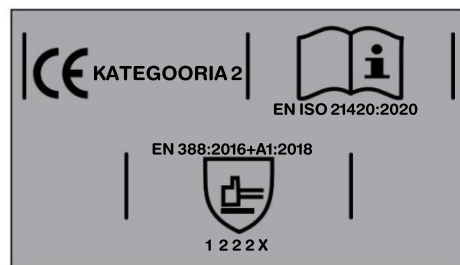 CE KATEGOORIA 2
i
EN ISO 21420:2020
EN 388:2016+A1:2018
1 2 2 2 X